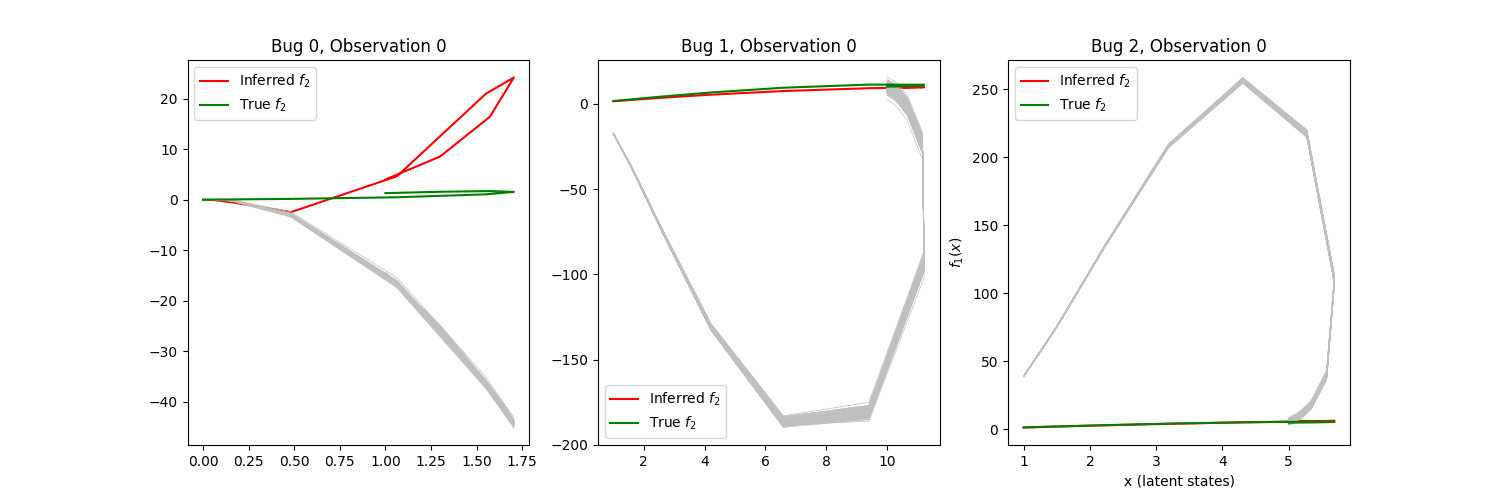 Bug 0, Observation 0
Inferred f₂
True f₂
20
10
0
−10
−20
−30
−40
0.00 0.25 0.50 0.75 1.00 1.25 1.50 1.75
Bug 1, Observation 0
0
−50
−100
−150
−200
Inferred f₂
True f₂
2 4 6 8 10
Bug 2, Observation 0
Inferred f₂
True f₂
f₁(x)
250
200
150
100
50
0
1 2 3 4 5
x (latent states)